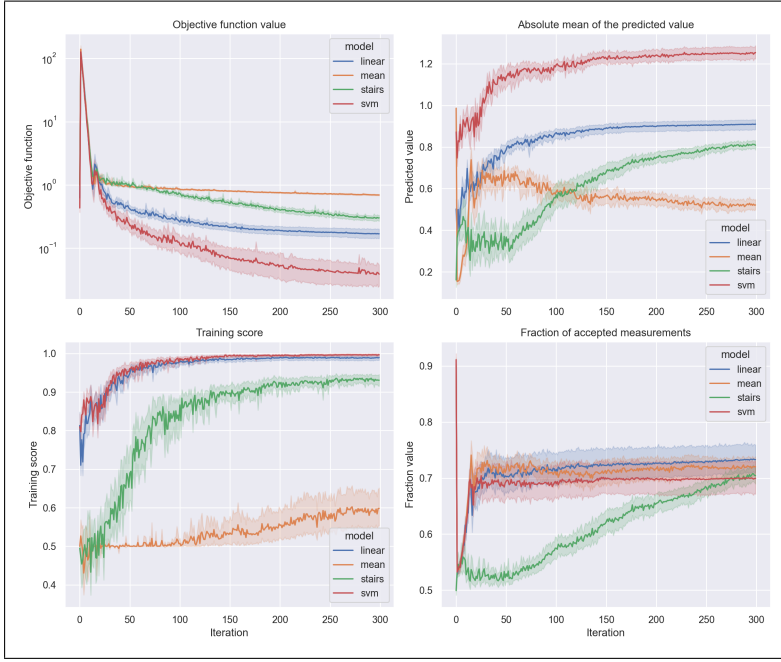 Objective function value
Objective function
10²
10¹
10⁰
10⁻¹
0 50 100 150 200 250 300
model
linear
mean
stairs
svm
Absolute mean of the predicted value
Predicted value
1.2
1.0
0.8
0.6
0.4
0.2
0 50 100 150 200 250 300
model
linear
mean
stairs
svm
Training score
Training score
1.0
0.9
0.8
0.7
0.6
0.5
0.4
0 50 100 150 200 250 300
Iteration
model
linear
mean
stairs
svm
Fraction of accepted measurements
Fraction value
0.9
0.8
0.7
0.6
0.5
0 50 100 150 200 250 300
Iteration
model
linear
mean
stairs
svm